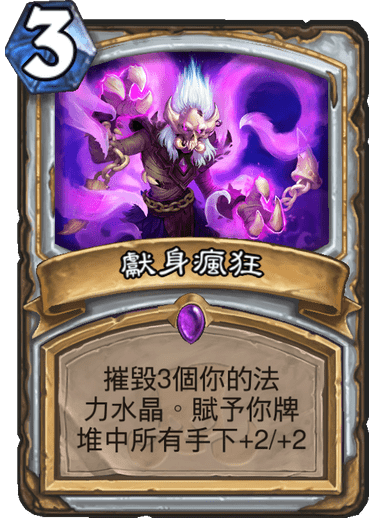 3
獻身瘋狂
摧毀3個你的法
力水晶。賦予你牌
堆中所有手下+2/+2